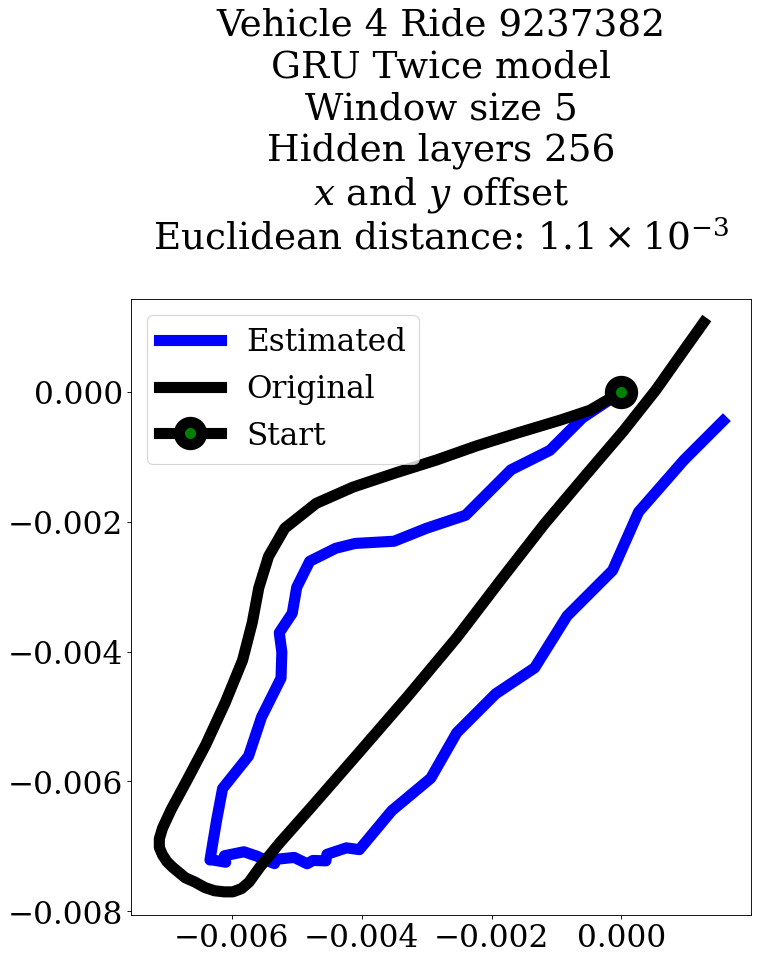 Vehicle 4 Ride 9237382
GRU Twice model
Window size 5
Hidden layers 256
x and y offset
Euclidean distance: 1.1 × 10⁻³
Estimated
Original
Start
0.000
−0.002
−0.004
−0.006
−0.008
−0.006 −0.004 −0.002 0.000